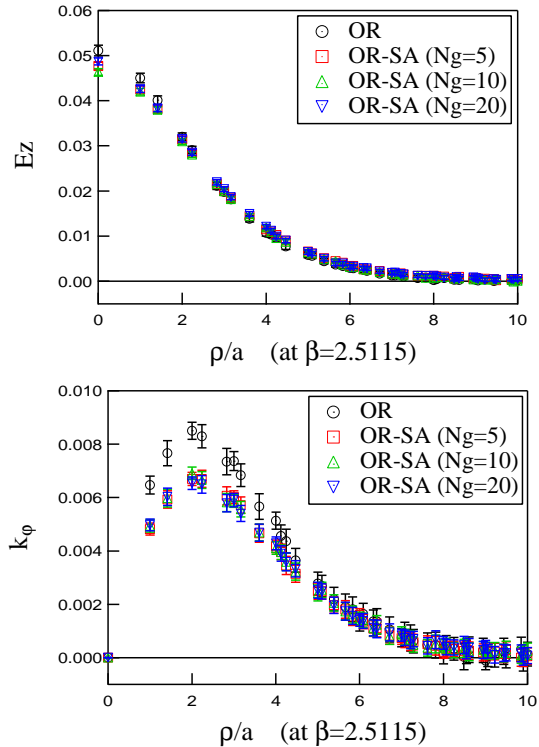 0.06
0.05
0.04
0.03
0.02
0.01
0.00
Ez
OR
OR-SA (Ng=5)
OR-SA (Ng=10)
OR-SA (Ng=20)
0 2 4 6 8 10
ρ/a (at β=2.5115)
0.010
0.008
0.006
0.004
0.002
0.000
kφ
OR
OR-SA (Ng=5)
OR-SA (Ng=10)
OR-SA (Ng=20)
0 2 4 6 8 10
ρ/a (at β=2.5115)